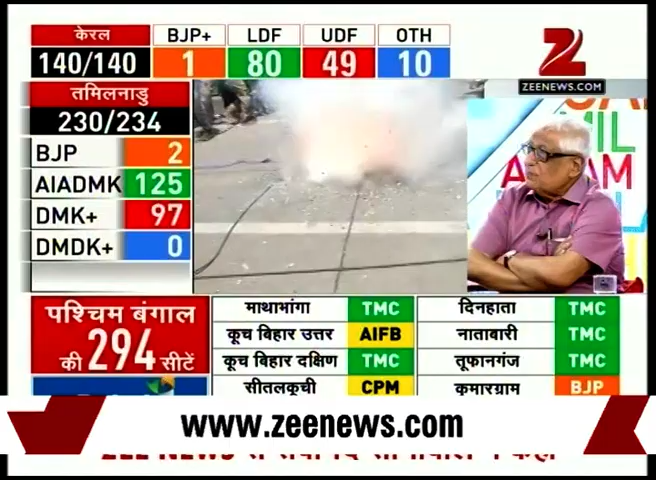 केरल BJP+ LDF UDF OTH
140/140 1 80 49 10
ZEENEWS.COM
तमिलनाडु
230/234
BJP 2
AIADMK 125
DMK+ 97
DMDK+ 0
पश्चिम बंगाल
की 294 सीटें
माथाभांगा TMC दिनहाता TMC
कूच बिहार उत्तर AIFB नाताबारी TMC
कूच बिहार दक्षिण TMC तूफानगंज TMC
सीतलकूची CPM कुमारग्राम BJP
www.zeenews.com
ZEE NEWS